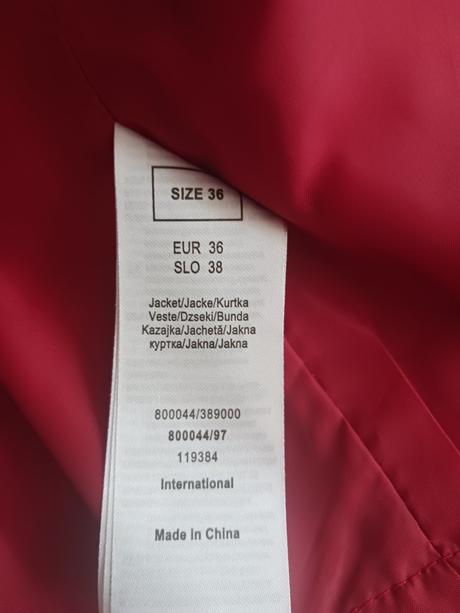 SIZE 36
EUR 36
SLO 38
Jacket/Jacke/Kurtka
Veste/Dzseki/Bunda
Kazajka/Jachetă/Jakna
куртка/Jakna/Jakna
800044/389000
800044/97
119384
International
Made in China